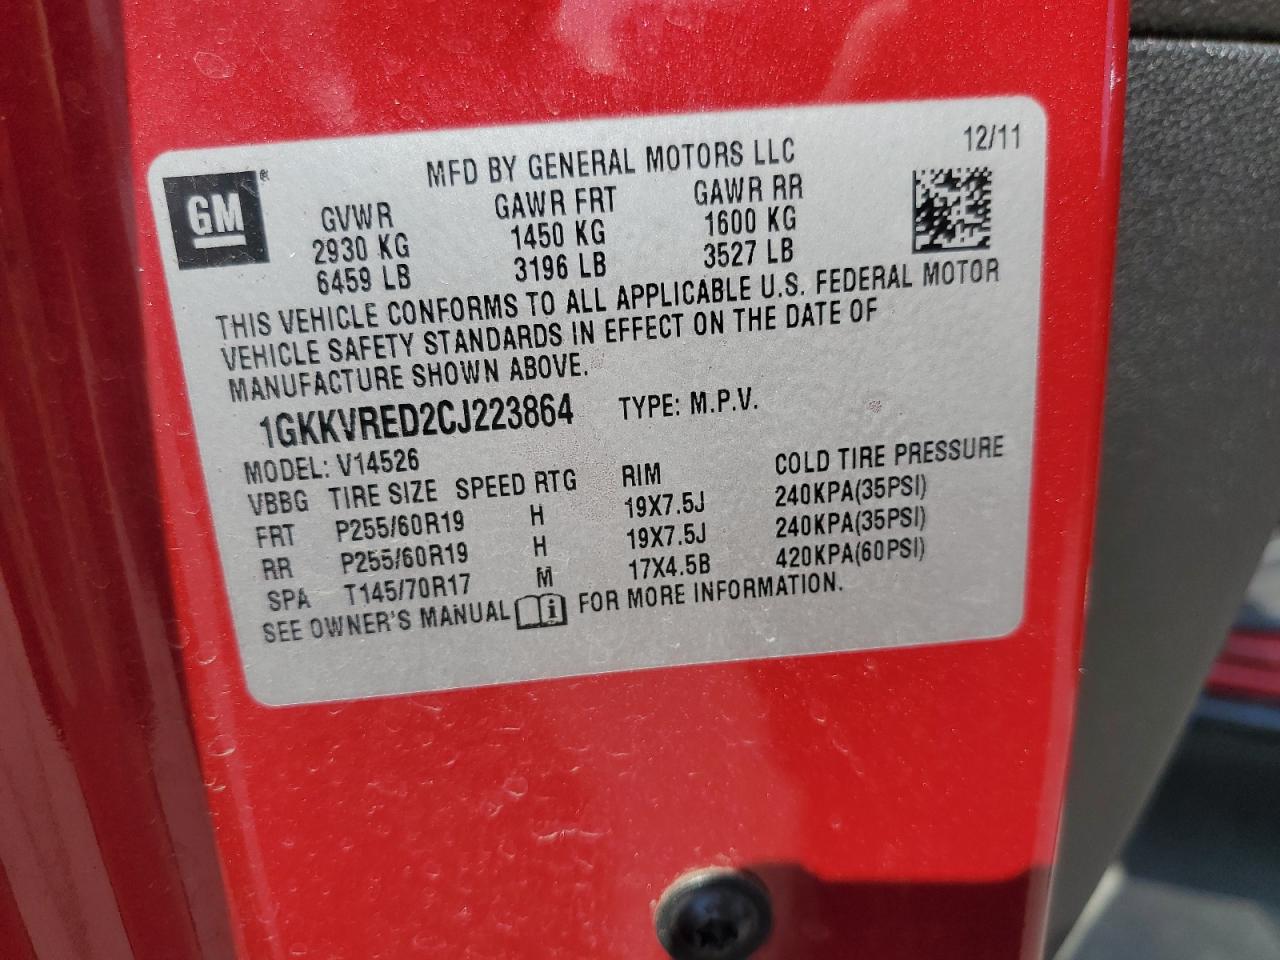 12/11
MFD BY GENERAL MOTORS LLC
GM®
GVWR GAWR FRT GAWR RR
2930 KG 1450 KG 1600 KG
6459 LB 3196 LB 3527 LB
THIS VEHICLE CONFORMS TO ALL APPLICABLE U.S. FEDERAL MOTOR
VEHICLE SAFETY STANDARDS IN EFFECT ON THE DATE OF
MANUFACTURE SHOWN ABOVE.
1GKKVRED2CJ223864 TYPE: M.P.V.
MODEL: V14526
VBBG TIRE SIZE SPEED RTG RIM COLD TIRE PRESSURE
FRT P255/60R19 H 19X7.5J 240KPA(35PSI)
RR P255/60R19 H 19X7.5J 240KPA(35PSI)
SPA T145/70R17 M 17X4.5B 420KPA(60PSI)
SEE OWNER'S MANUAL i FOR MORE INFORMATION.